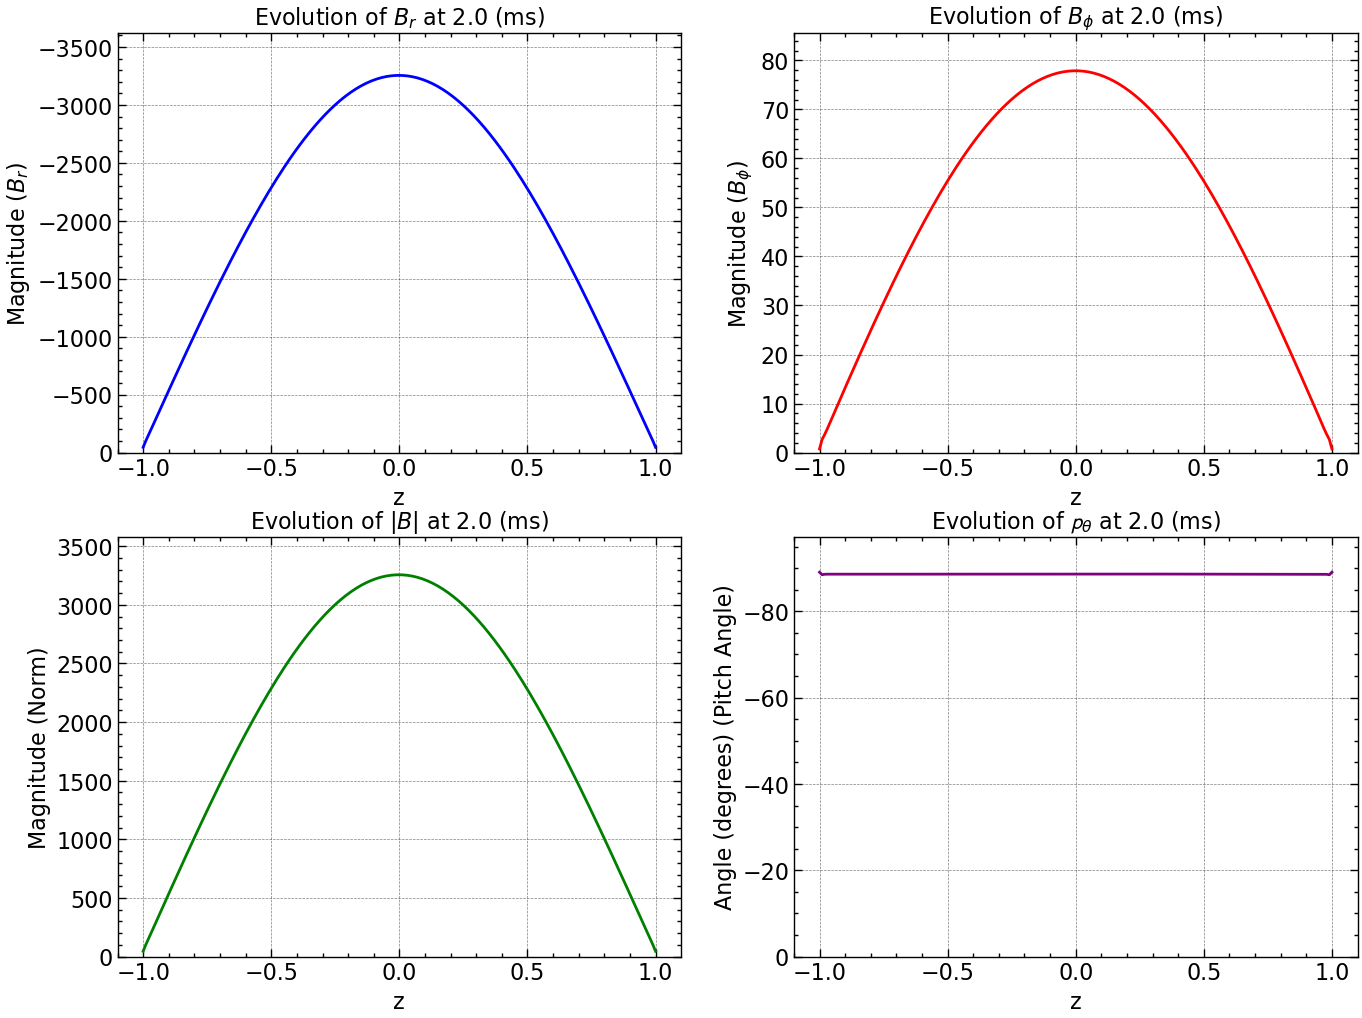 Evolution of B_r at 2.0 (ms)
Magnitude (B_r)
−3500
−3000
−2500
−2000
−1500
−1000
−500
0
−1.0 −0.5 0.0 0.5 1.0
z
Evolution of B_ϕ at 2.0 (ms)
Magnitude (B_ϕ)
80
70
60
50
40
30
20
10
0
−1.0 −0.5 0.0 0.5 1.0
z
Evolution of |B| at 2.0 (ms)
Magnitude (Norm)
3500
3000
2500
2000
1500
1000
500
0
−1.0 −0.5 0.0 0.5 1.0
z
Evolution of p_θ at 2.0 (ms)
Angle (degrees) (Pitch Angle)
−80
−60
−40
−20
0
−1.0 −0.5 0.0 0.5 1.0
z